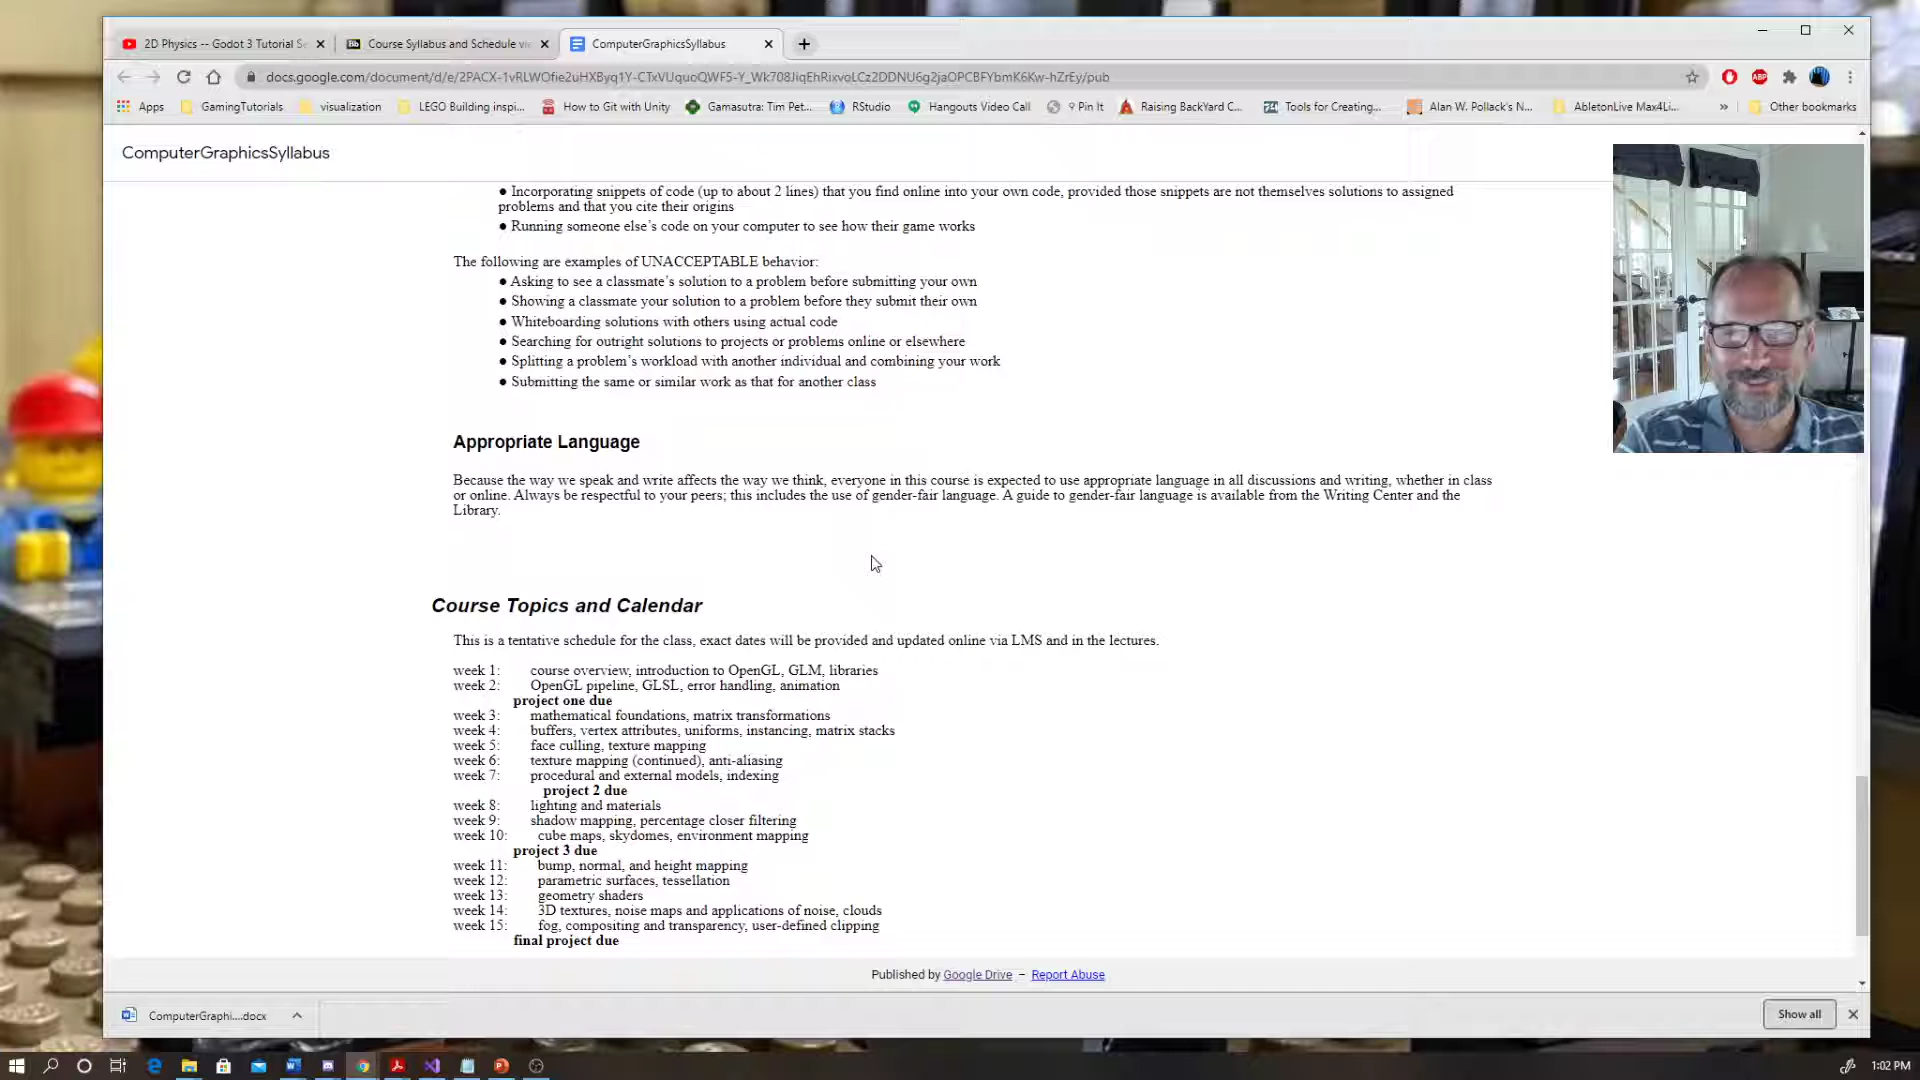 2D Physics -- Godot 3 Tutorial Se
Course Syllabus and Schedule vi
ComputerGraphicsSyllabus
docs.google.com/document/d/e/2PACX-1vRLWOfie2uHXByq1Y-CTxVUquoQWF5-Y_Wk708JiqEhRixvoLCz2DDNU6g2jaOPCBFYbmK6Kw-hZrEy/pub
Apps GamingTutorials visualization LEGO Building inspi... How to Git with Unity Gamasutra: Tim Pet... RStudio Hangouts Video Call Pin It Raising BackYard C... Tools for Creating... Alan W. Pollack's N... AbletonLive Max4Li... » Other bookmarks
ComputerGraphicsSyllabus
● Incorporating snippets of code (up to about 2 lines) that you find online into your own code, provided those snippets are not themselves solutions to assigned
problems and that you cite their origins
● Running someone else’s code on your computer to see how their game works
The following are examples of UNACCEPTABLE behavior:
● Asking to see a classmate’s solution to a problem before submitting your own
● Showing a classmate your solution to a problem before they submit their own
● Whiteboarding solutions with others using actual code
● Searching for outright solutions to projects or problems online or elsewhere
● Splitting a problem’s workload with another individual and combining your work
● Submitting the same or similar work as that for another class
Appropriate Language
Because the way we speak and write affects the way we think, everyone in this course is expected to use appropriate language in all discussions and writing, whether in class
or online. Always be respectful to your peers; this includes the use of gender-fair language. A guide to gender-fair language is available from the Writing Center and the
Library.
Course Topics and Calendar
This is a tentative schedule for the class, exact dates will be provided and updated online via LMS and in the lectures.
week 1: course overview, introduction to OpenGL, GLM, libraries
week 2: OpenGL pipeline, GLSL, error handling, animation
project one due
week 3: mathematical foundations, matrix transformations
week 4: buffers, vertex attributes, uniforms, instancing, matrix stacks
week 5: face culling, texture mapping
week 6: texture mapping (continued), anti-aliasing
week 7: procedural and external models, indexing
project 2 due
week 8: lighting and materials
week 9: shadow mapping, percentage closer filtering
week 10: cube maps, skydomes, environment mapping
project 3 due
week 11: bump, normal, and height mapping
week 12: parametric surfaces, tessellation
week 13: geometry shaders
week 14: 3D textures, noise maps and applications of noise, clouds
week 15: fog, compositing and transparency, user-defined clipping
final project due
Published by Google Drive – Report Abuse
ComputerGraphi....docx
Show all
1:02 PM